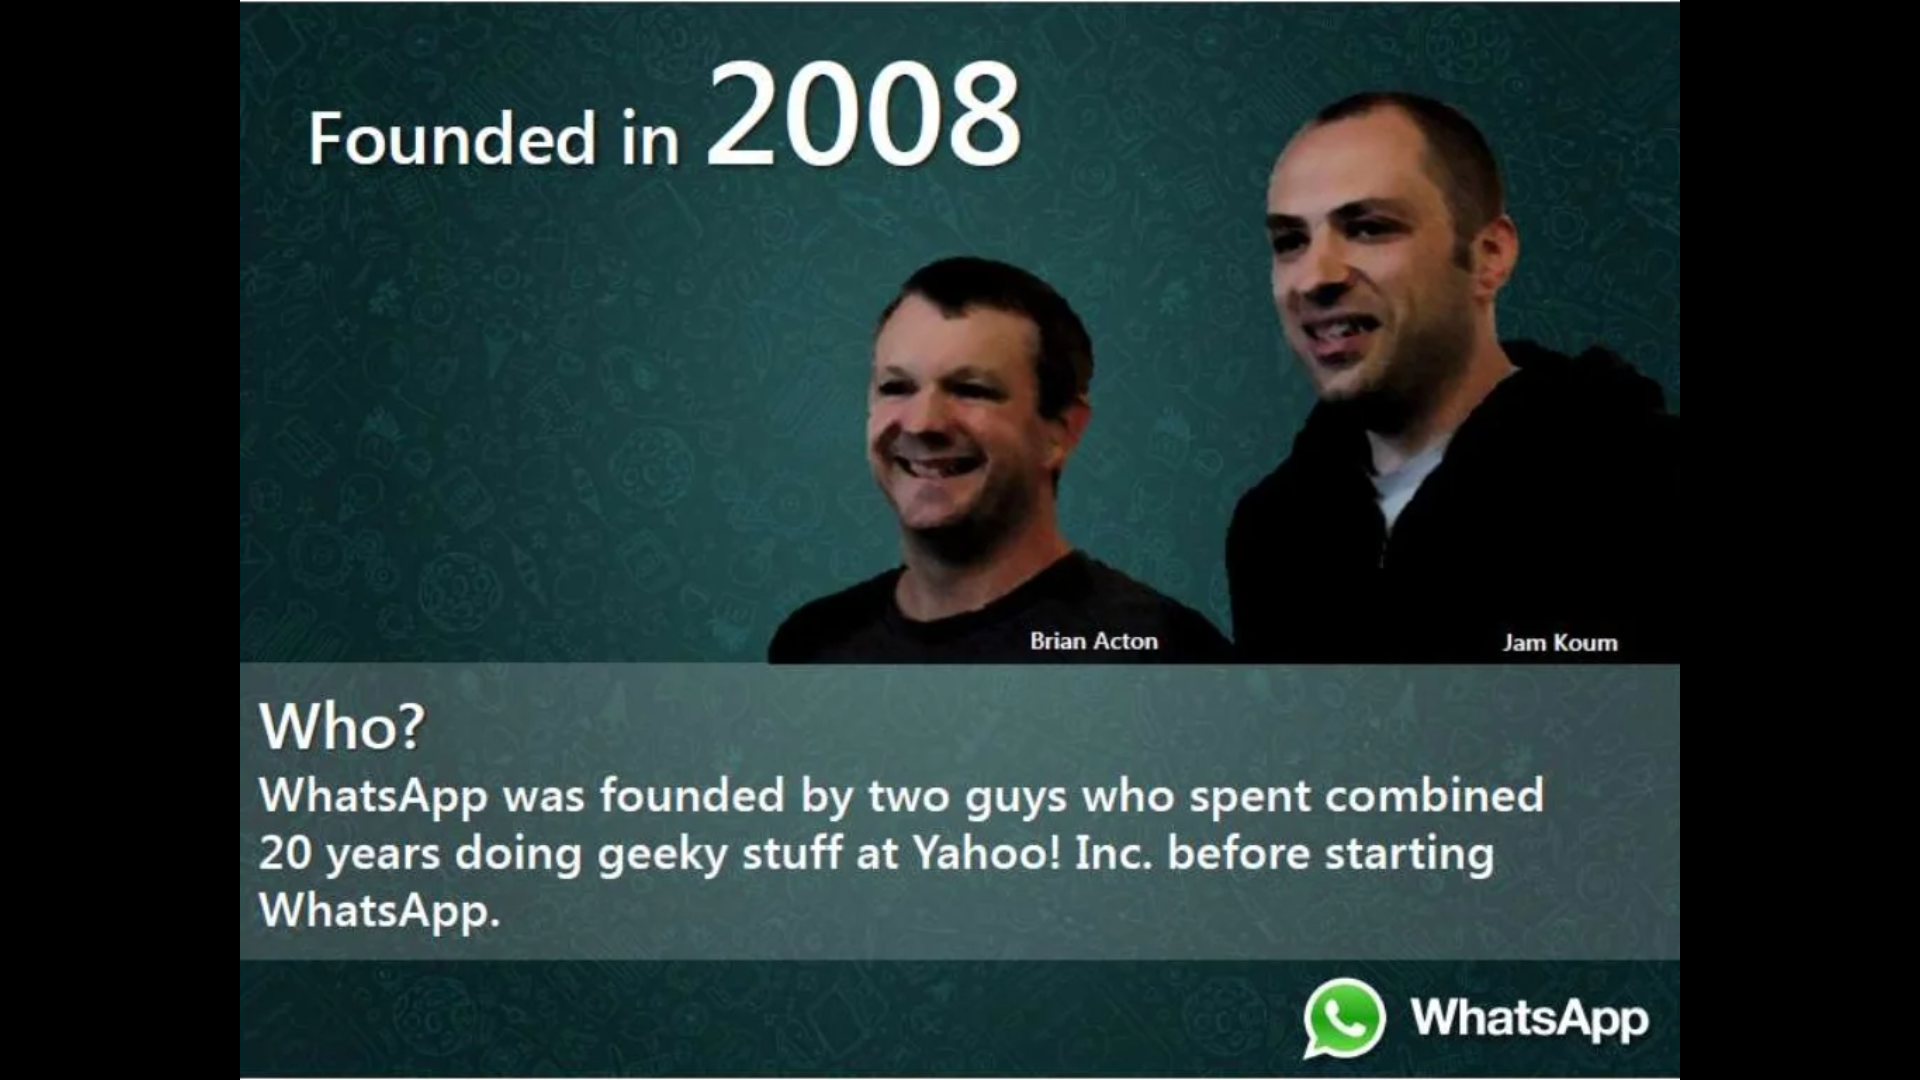 Founded in 2008
Brian Acton
Jam Koum
Who?
WhatsApp was founded by two guys who spent combined
20 years doing geeky stuff at Yahoo! Inc. before starting
WhatsApp.
WhatsApp